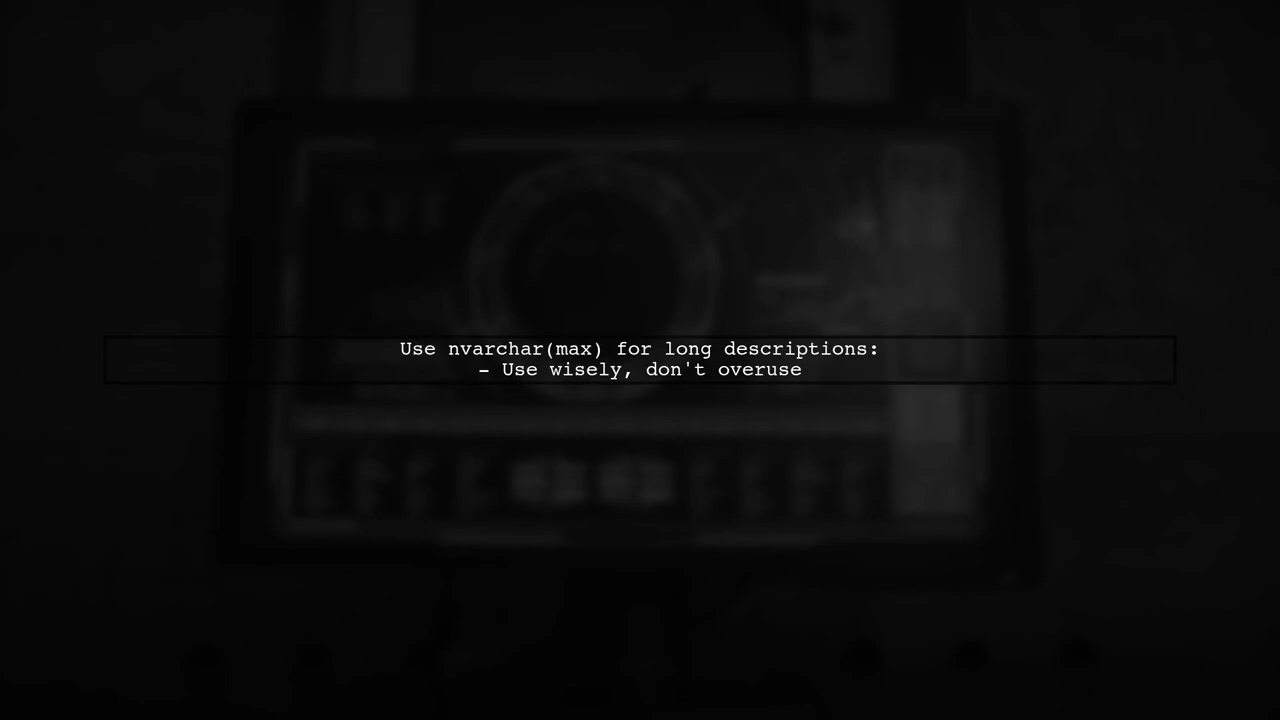 Use nvarchar(max) for long descriptions:
– Use wisely, don't overuse